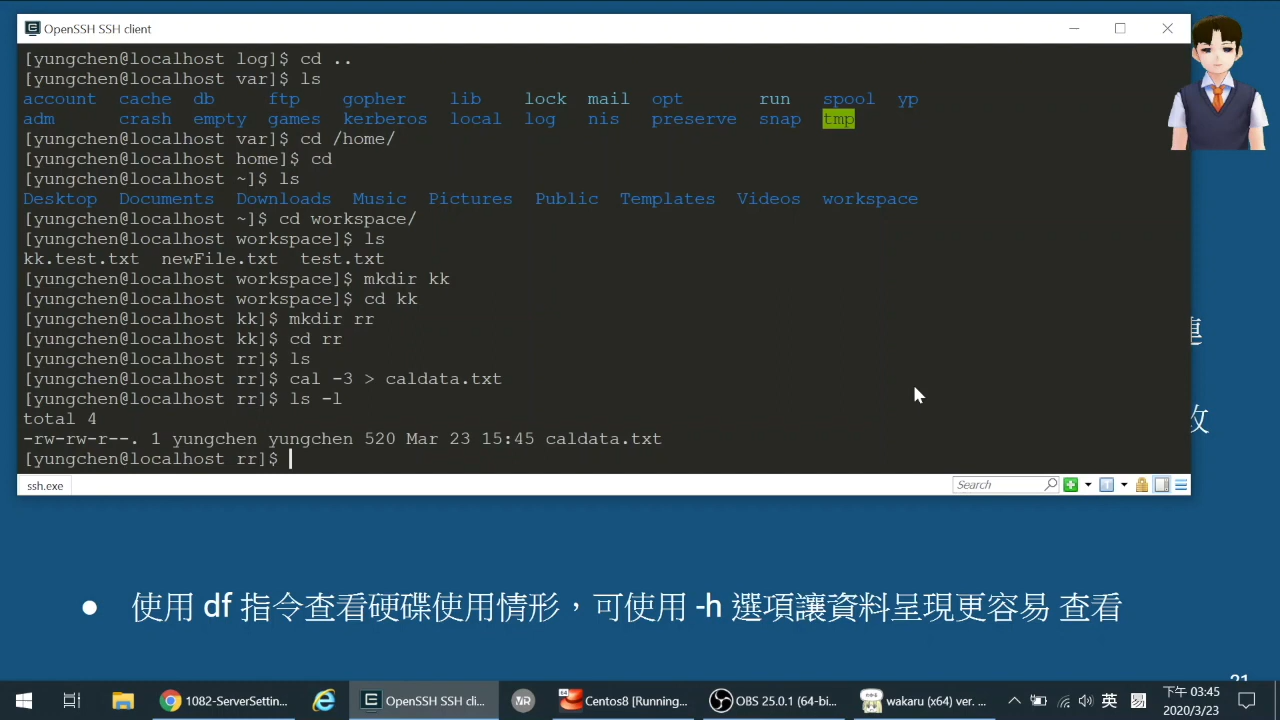 OpenSSH SSH client
[yungchen@localhost log]$ cd ..
[yungchen@localhost var]$ ls
account cache db ftp gopher lib lock mail opt run spool yp
adm crash empty games kerberos local log nis preserve snap tmp
[yungchen@localhost var]$ cd /home/
[yungchen@localhost home]$ cd
[yungchen@localhost ~]$ ls
Desktop Documents Downloads Music Pictures Public Templates Videos workspace
[yungchen@localhost ~]$ cd workspace/
[yungchen@localhost workspace]$ ls
kk.test.txt newFile.txt test.txt
[yungchen@localhost workspace]$ mkdir kk
[yungchen@localhost workspace]$ cd kk
[yungchen@localhost kk]$ mkdir rr
[yungchen@localhost kk]$ cd rr
[yungchen@localhost rr]$ ls
[yungchen@localhost rr]$ cal -3 > caldata.txt
[yungchen@localhost rr]$ ls -l
total 4
-rw-rw-r--. 1 yungchen yungchen 520 Mar 23 15:45 caldata.txt
[yungchen@localhost rr]$
ssh.exe
Search
● 使用 df 指令查看硬碟使用情形，可使用 -h 選項讓資料呈現更容易 查看
1082-ServerSettin...
OpenSSH SSH cli...
Centos8 [Running...
OBS 25.0.1 (64-bi...
wakaru (x64) ver. ...
英
下午 03:45
2020/3/23